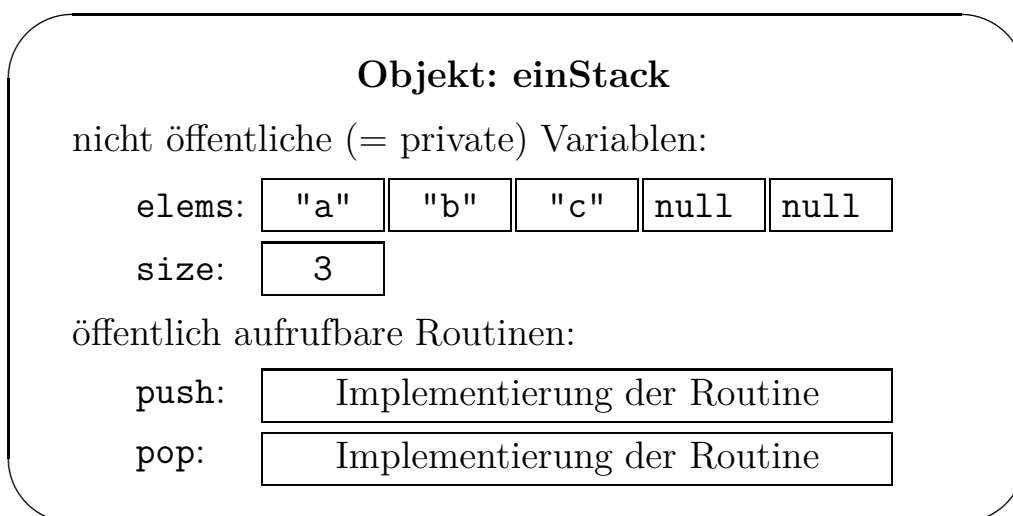 Objekt: einStack
nicht öffentliche (= private) Variablen:
elems: "a" "b" "c" null null
size: 3
öffentlich aufrufbare Routinen:
push: Implementierung der Routine
pop: Implementierung der Routine